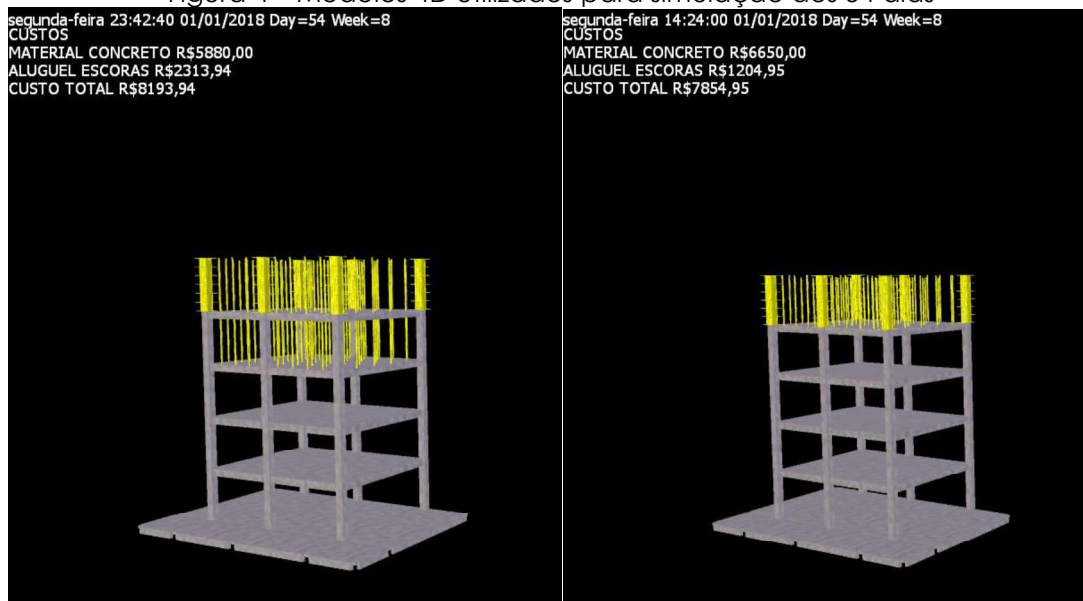 segunda-feira 23:42:40 01/01/2018 Day=54 Week=8
CUSTOS
MATERIAL CONCRETO R$5880,00
ALUGUEL ESCORAS R$2313,94
CUSTO TOTAL R$8193,94
segunda-feira 14:24:00 01/01/2018 Day=54 Week=8
CUSTOS
MATERIAL CONCRETO R$6650,00
ALUGUEL ESCORAS R$1204,95
CUSTO TOTAL R$7854,95